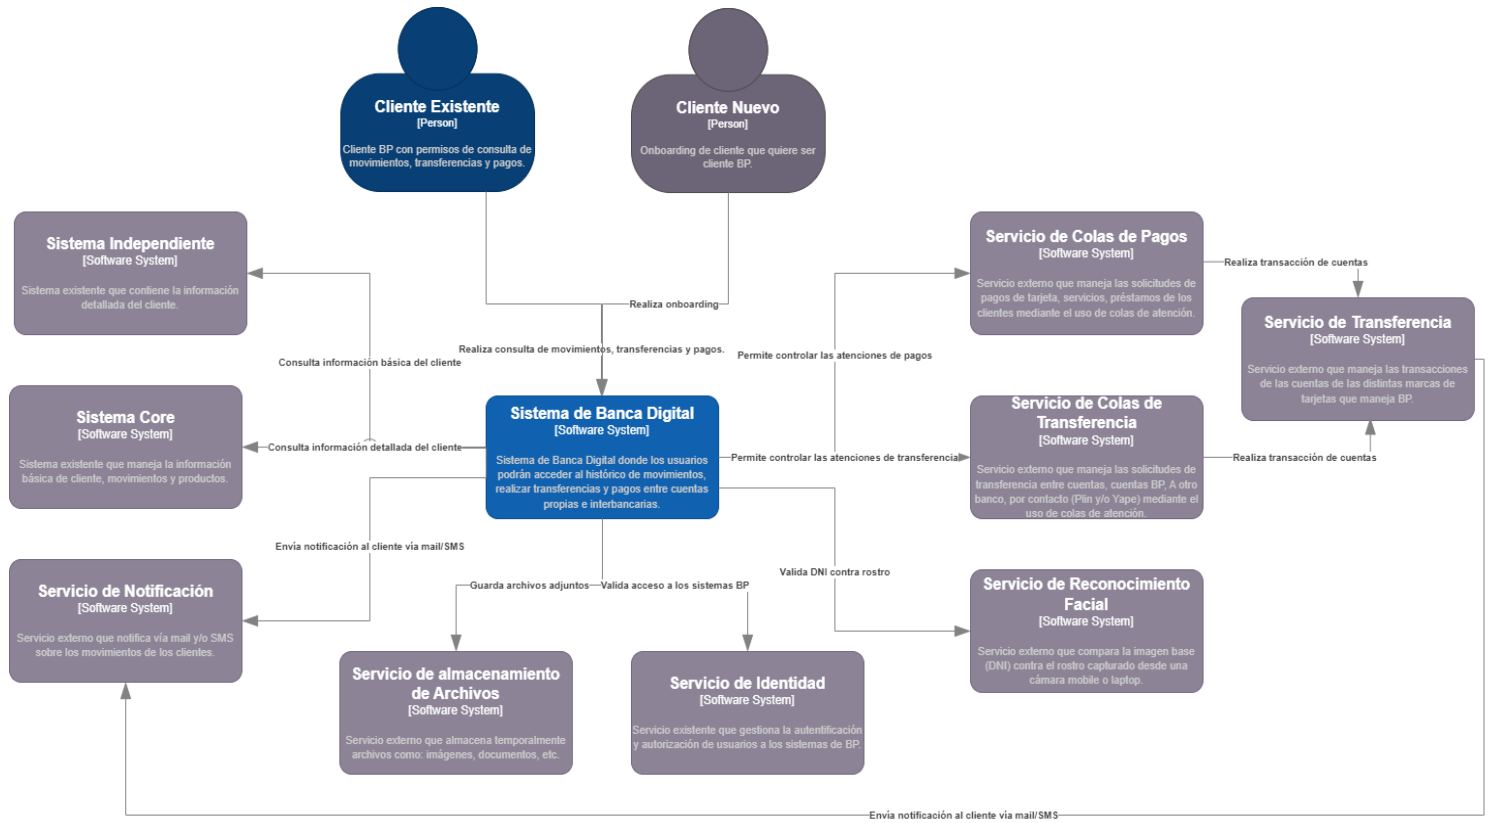 Cliente Existente
[Person]
Cliente BP con permisos de consulta de
movimientos, transferencias y pagos.
Cliente Nuevo
[Person]
Onboarding de cliente que quiere ser
cliente BP.
Sistema Independiente
[Software System]
Sistema existente que contiene la información
detallada del cliente.
Servicio de Colas de Pagos
[Software System]
Servicio externo que maneja las solicitudes de
pagos de tarjeta, servicios, préstamos de los
clientes mediante el uso de colas de atención.
Realiza transacción de cuentas
Servicio de Transferencia
[Software System]
Servicio externo que maneja las transacciones
de las cuentas de las distintas marcas de
tarjetas que maneja BP.
Realiza onboarding
Realiza consulta de movimientos, transferencias y pagos.
Permite controlar las atenciones de pagos
Consulta información básica del cliente
Sistema Core
[Software System]
Sistema existente que maneja la información
básica de cliente, movimientos y productos.
Consulta información detallada del cliente
Sistema de Banca Digital
[Software System]
Sistema de Banca Digital donde los usuarios
podrán acceder al histórico de movimientos,
realizar transferencias y pagos entre cuentas
propias e interbancarias.
Permite controlar las atenciones de transferencia
Servicio de Colas de
Transferencia
[Software System]
Servicio externo que maneja las solicitudes de
transferencia entre cuentas, cuentas BP, A otro
banco, por contacto (Plin y/o Yape) mediante el
uso de colas de atención.
Realiza transacción de cuentas
Envía notificación al cliente vía mail/SMS
Servicio de Notificación
[Software System]
Servicio externo que notifica vía mail y/o SMS
sobre los movimientos de los clientes.
Guarda archivos adjuntos
Valida acceso a los sistemas BP
Valida DNI contra rostro
Servicio de Reconocimiento
Facial
[Software System]
Servicio externo que compara la imagen base
(DNI) contra el rostro capturado desde una
cámara mobile o laptop.
Servicio de almacenamiento
de Archivos
[Software System]
Servicio externo que almacena temporalmente
archivos como: imágenes, documentos, etc.
Servicio de Identidad
[Software System]
Servicio existente que gestiona la autentificación
y autorización de usuarios a los sistemas de BP.
Envía notificación al cliente vía mail/SMS